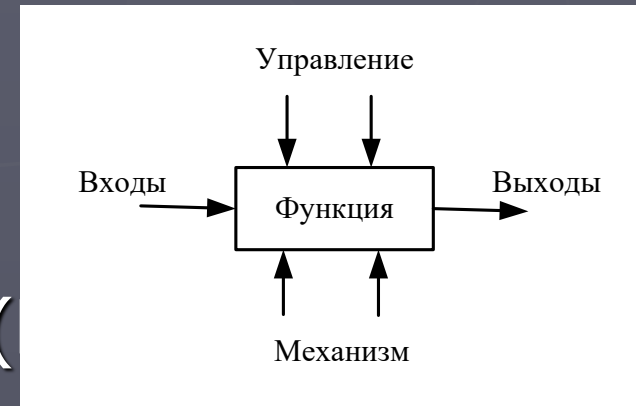 Управление
Входы
Выходы
Функция
(
Механизм